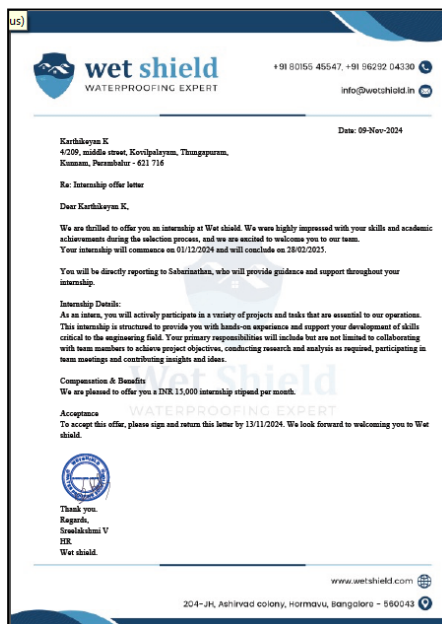 us)
wet shield
WATERPROOFING EXPERT
+91 80155 45547, +91 96292 04330
info@wetshield.in
Date: 09-Nov-2024
Karthikeyan K
4/209, middle street, Kovilpalayam, Thungapuram,
Kunnam, Perambalur - 621 716
Re: Internship offer letter
Dear Karthikeyan K,
We are thrilled to offer you an internship at Wet shield. We were highly impressed with your skills and academic
achievements during the selection process, and we are excited to welcome you to our team.
Your internship will commence on 01/12/2024 and will conclude on 28/02/2025.
You will be directly reporting to Sabarinathan, who will provide guidance and support throughout your
internship.
Internship Details:
As an intern, you will actively participate in a variety of projects and tasks that are essential to our operations.
This internship is structured to provide you with hands-on experience and support your development of skills
critical to the engineering field. Your primary responsibilities will include but are not limited to collaborating
with team members to achieve project objectives, conducting research and analysis as required, participating in
team meetings and contributing insights and ideas.
Compensation & Benefits
Wet Shield
We are pleased to offer you a INR 15,000 internship stipend per month.
WATERPROOFING EXPERT
Acceptance
To accept this offer, please sign and return this letter by 13/11/2024. We look forward to welcoming you to Wet
shield.
Thank you.
Regards,
Sreelakshmi V
HR
Wet shield.
www.wetshield.com
204-JH, Ashirvad colony, Hormavu, Bangalore - 560043